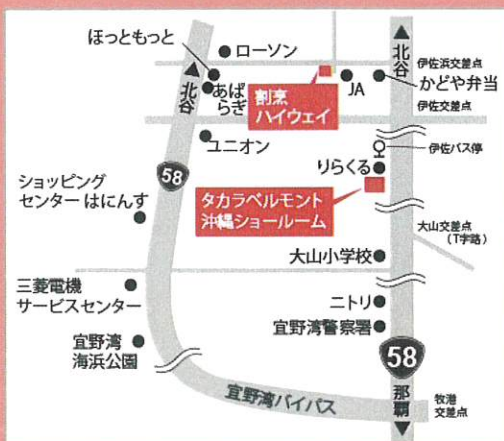 ほっともっと
ローソン
北谷
伊佐浜交差点
あぱ
らぎ
割烹
ハイウェイ
JA
かどや弁当
北谷
伊佐交差点
ユニオン
伊佐バス停
58
りらくる
ショッピング
センター はにんす
タカラベルモント
沖縄ショールーム
大山交差点
(T字路)
大山小学校
三菱電機
サービスセンター
ニトリ
宜野湾警察署
宜野湾
海浜公園
58
宜野湾バイパス
那覇
牧港
交差点